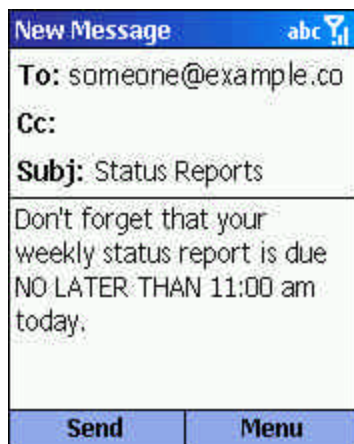 New Message abc
To: someone@example.co
Cc:
Subj: Status Reports
Don't forget that your
weekly status report is due
NO LATER THAN 11:00 am
today.
Send Menu